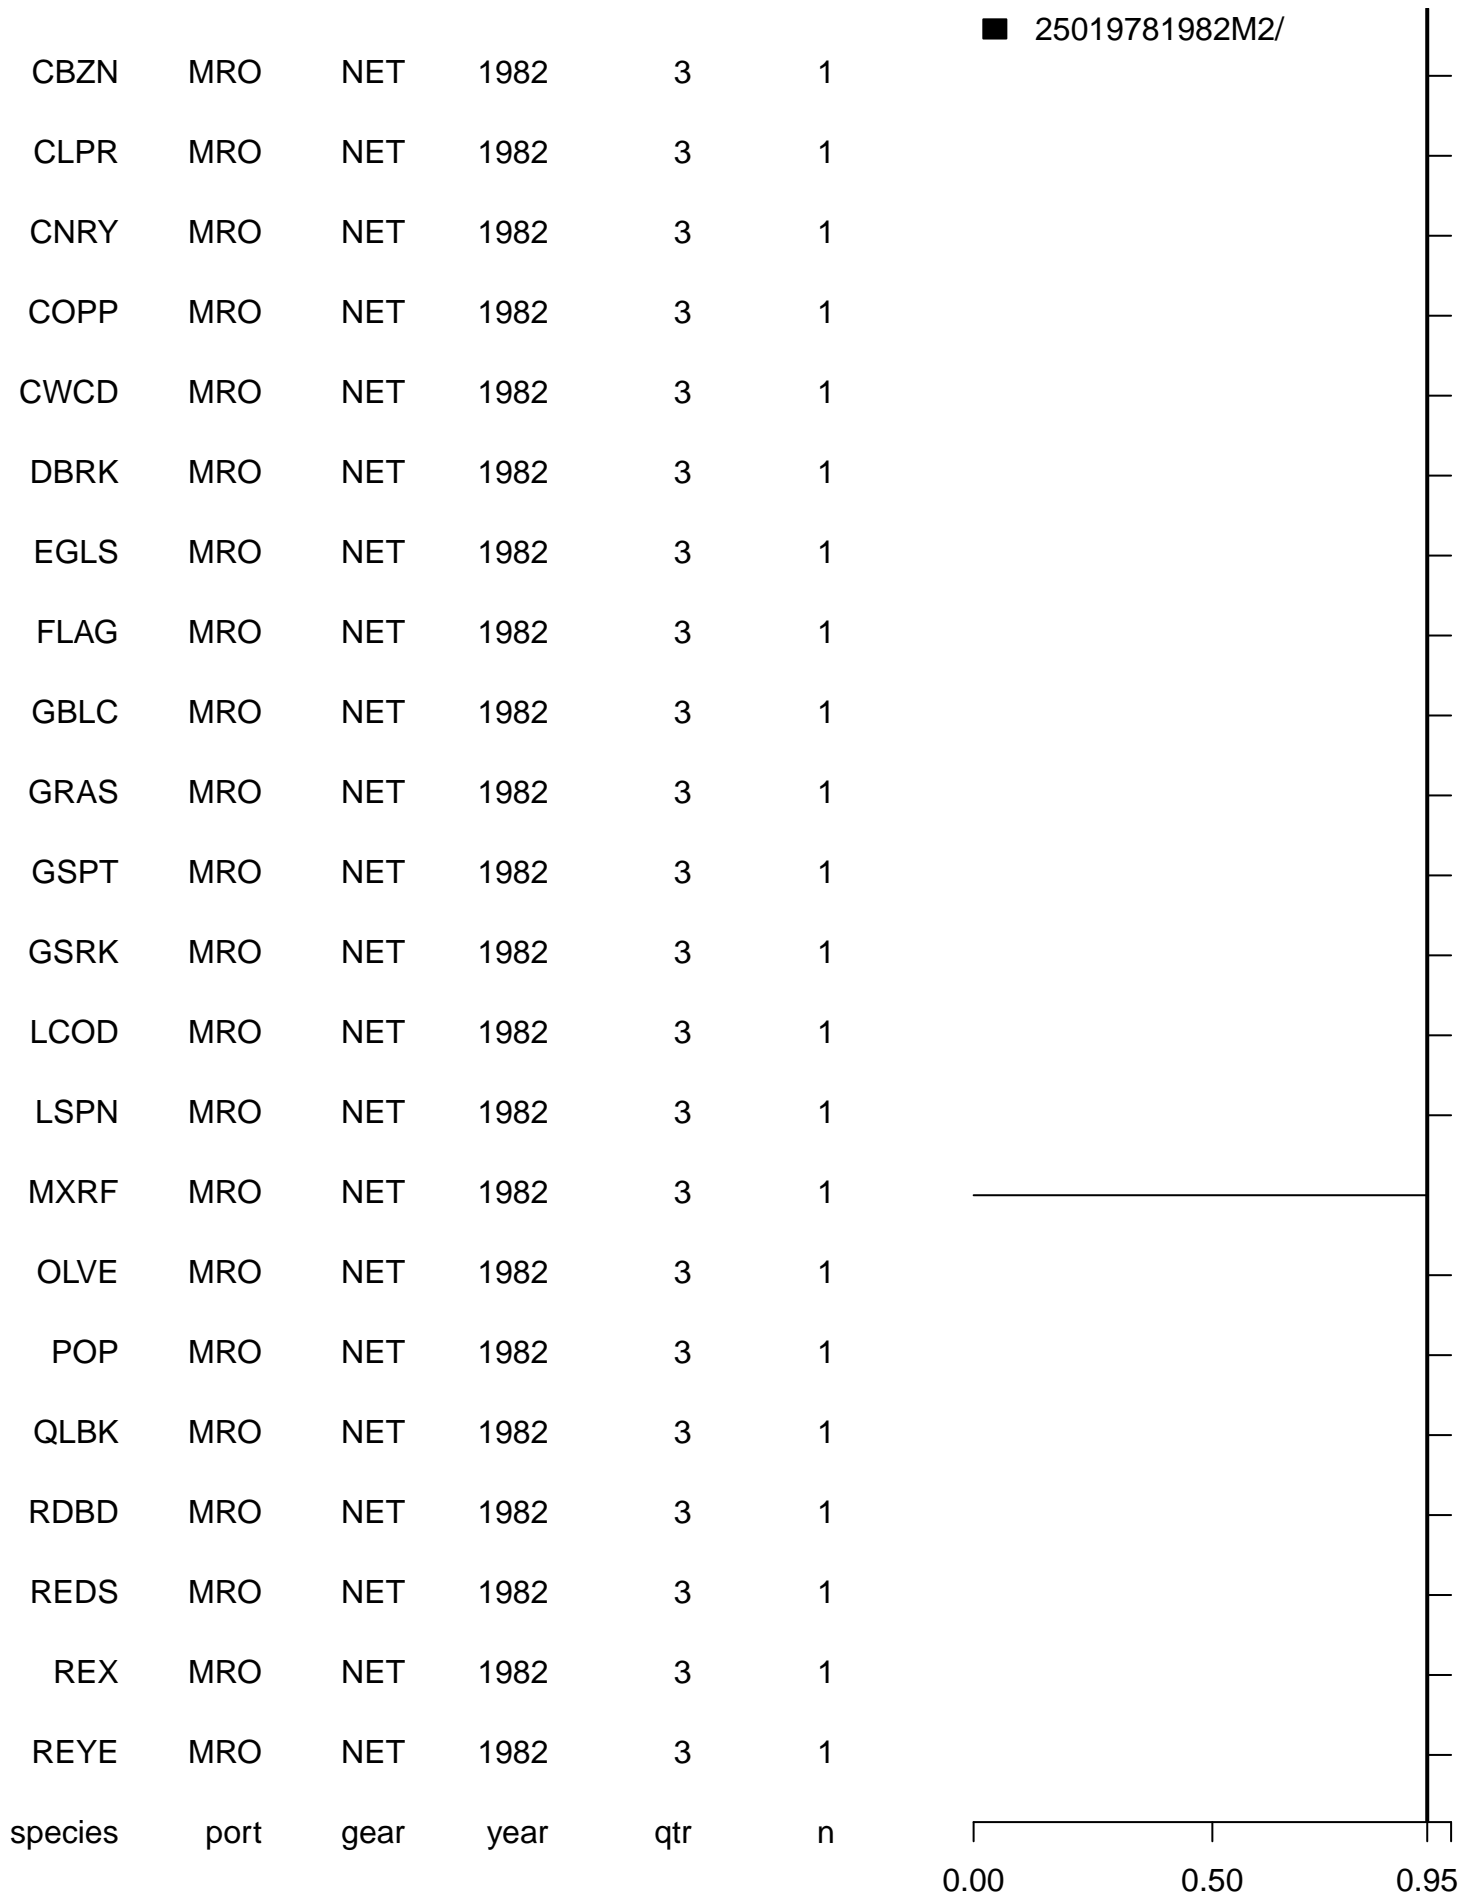 25019781982M2/
CBZN MRO NET 1982 3 1
CLPR MRO NET 1982 3 1
CNRY MRO NET 1982 3 1
COPP MRO NET 1982 3 1
CWCD MRO NET 1982 3 1
DBRK MRO NET 1982 3 1
EGLS MRO NET 1982 3 1
FLAG MRO NET 1982 3 1
GBLC MRO NET 1982 3 1
GRAS MRO NET 1982 3 1
GSPT MRO NET 1982 3 1
GSRK MRO NET 1982 3 1
LCOD MRO NET 1982 3 1
LSPN MRO NET 1982 3 1
MXRF MRO NET 1982 3 1
OLVE MRO NET 1982 3 1
POP MRO NET 1982 3 1
QLBK MRO NET 1982 3 1
RDBD MRO NET 1982 3 1
REDS MRO NET 1982 3 1
REX MRO NET 1982 3 1
REYE MRO NET 1982 3 1
species port gear year qtr n
0.00 0.50 0.95